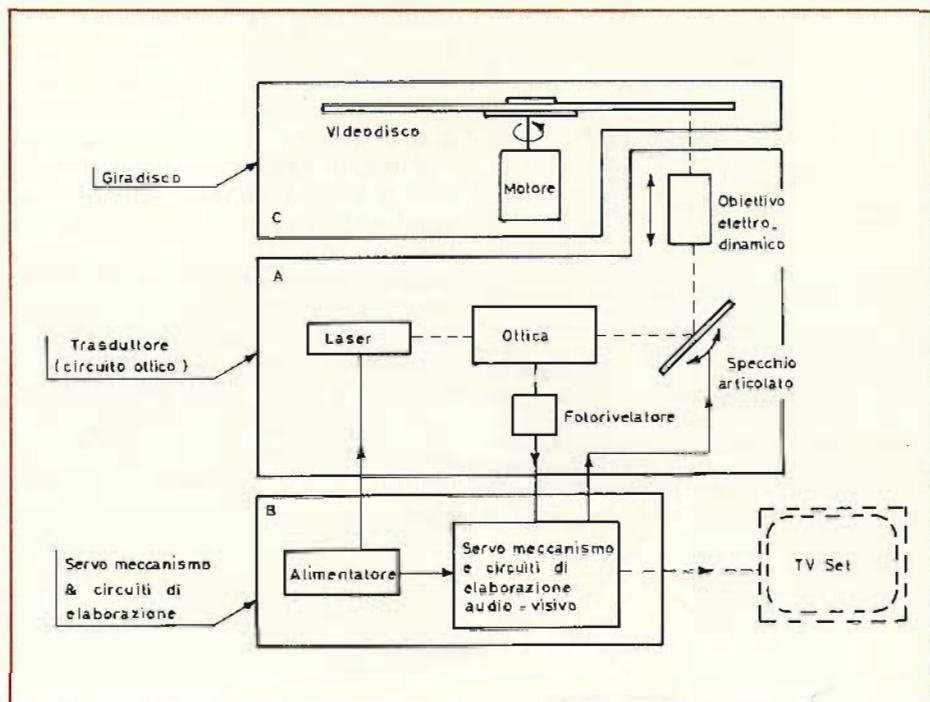 Videodisco
Giradisco
Motore
C
Obiettivo
elettro_
dinamico
A
Laser
Ottica
Trasduttore
(circuito ottico)
Specchio
articolato
Fotorivelatore
B
Servo meccanismo
& circuiti di
elaborazione
Alimentatore
Servo meccanismo
e circuiti di
elaborazione
audio=visivo
TV Set